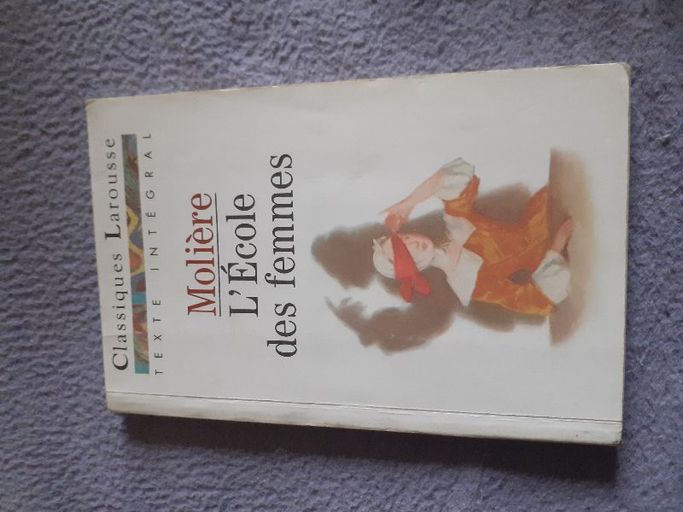 Classiques Larousse
TEXTE INTÉGRAL
Molière
L'École
des femmes